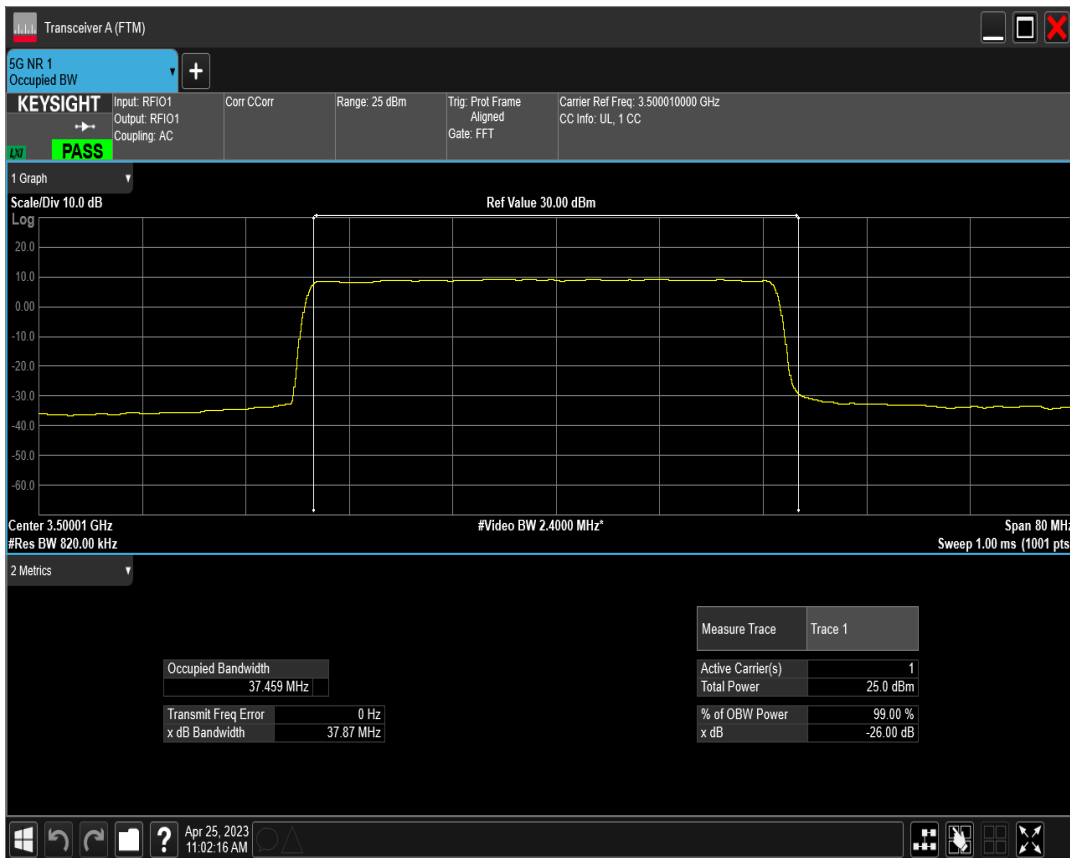 Transceiver A (FTM)
5G NR 1
Occupied BW
+
KEYSIGHT
LXI
PASS
Input: RFIO1
Output: RFIO1
Coupling: AC
Corr CCorr
Range: 25 dBm
Trig: Prot Frame
Aligned
Gate: FFT
Carrier Ref Freq: 3.500010000 GHz
CC Info: UL, 1 CC
1 Graph
Scale/Div 10.0 dB
Ref Value 30.00 dBm
Log
20.0
10.0
0.00
-10.0
-20.0
-30.0
-40.0
-50.0
-60.0
Center 3.50001 GHz
#Video BW 2.4000 MHz*
Span 80 MHz
#Res BW 820.00 kHz
Sweep 1.00 ms (1001 pts
2 Metrics
Measure Trace Trace 1
Occupied Bandwidth
37.459 MHz
Active Carrier(s) 1
Total Power 25.0 dBm
Transmit Freq Error 0 Hz
x dB Bandwidth 37.87 MHz
% of OBW Power 99.00 %
x dB -26.00 dB
?
Apr 25, 2023
11:02:16 AM